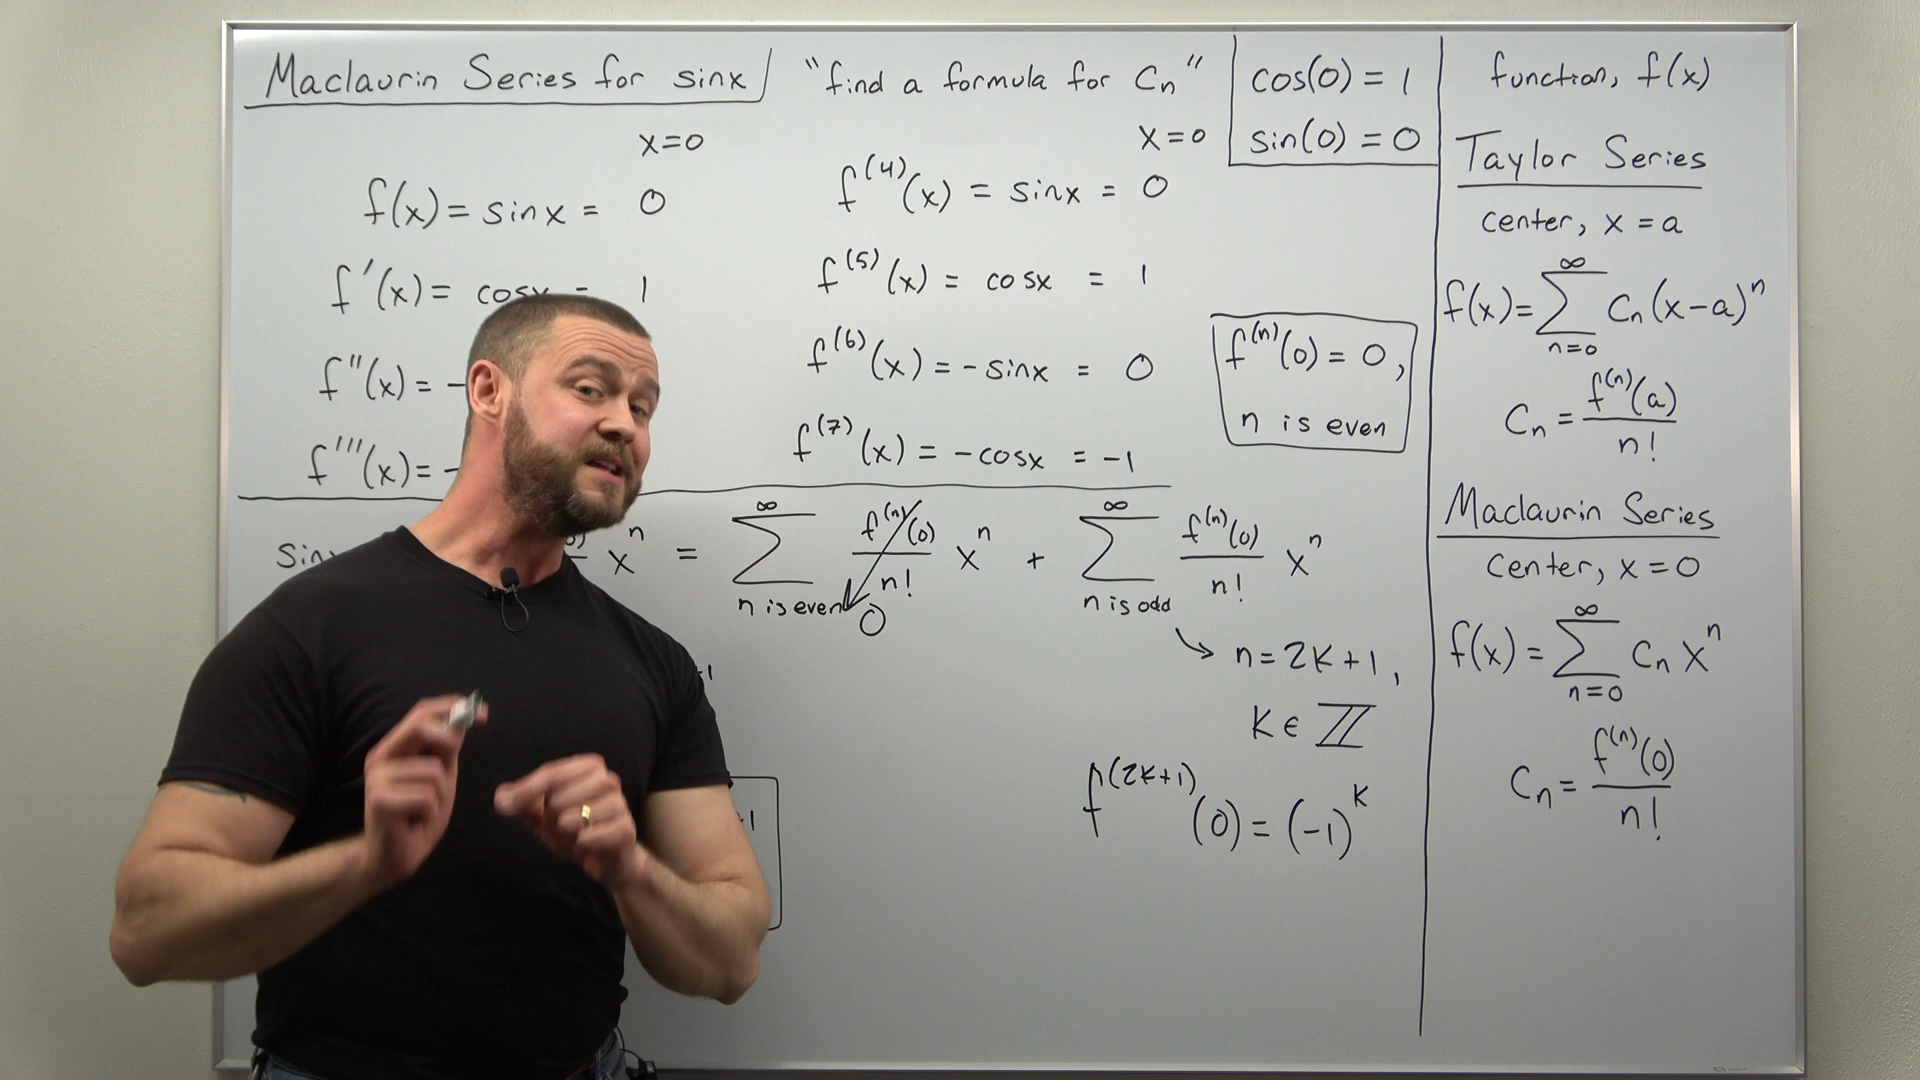 Maclaurin Series for sinx
"find a formula for Cn"
x=0
f(x) = sinx = 0
f'(x) = cosx = 1
f''(x) = -
f'''(x) = -
x=0
f^(4)(x) = sinx = 0
f^(5)(x) = cosx = 1
f^(6)(x) = -sinx = 0
f^(7)(x) = -cosx = -1
cos(0) = 1
sin(0) = 0
f^(n)(0) = 0,
n is even
x^n = ∑_{n is even}^{∞} f^(n)(0)/n! x^n + ∑_{n is odd}^{∞} f^(n)(0)/n! x^n
0
→ n = 2k+1,
k ∈ ℤ
f^(2k+1)(0) = (-1)^k
function, f(x)
Taylor Series
center, x = a
f(x) = ∑_{n=0}^{∞} Cn (x-a)^n
Cn = f^(n)(a)/n!
Maclaurin Series
center, x = 0
f(x) = ∑_{n=0}^{∞} Cn x^n
Cn = f^(n)(0)/n!